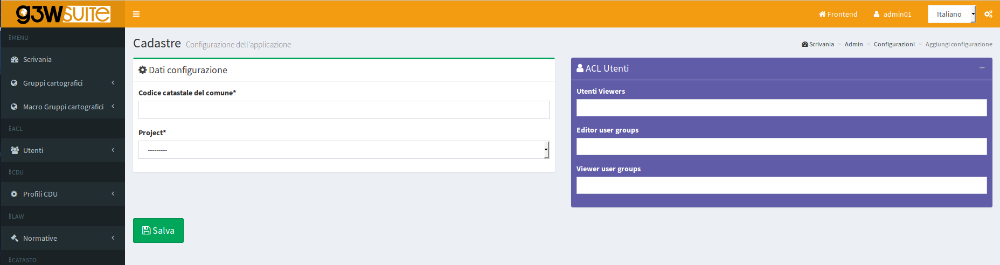 g3wSUITE
Frontend
admin01
Italiano
MENU
Scrivania
Gruppi cartografici
Macro Gruppi cartografici
ACL
Utenti
CDU
Profili CDU
LAW
Normative
CATASTO
Cadastre Configurazione dell'applicazione
Scrivania > Admin > Configurazioni > Aggiungi configurazione
Dati configurazione
Codice catastale del comune*
Project*
---------
ACL Utenti
Utenti Viewers
Editor user groups
Viewer user groups
Salva